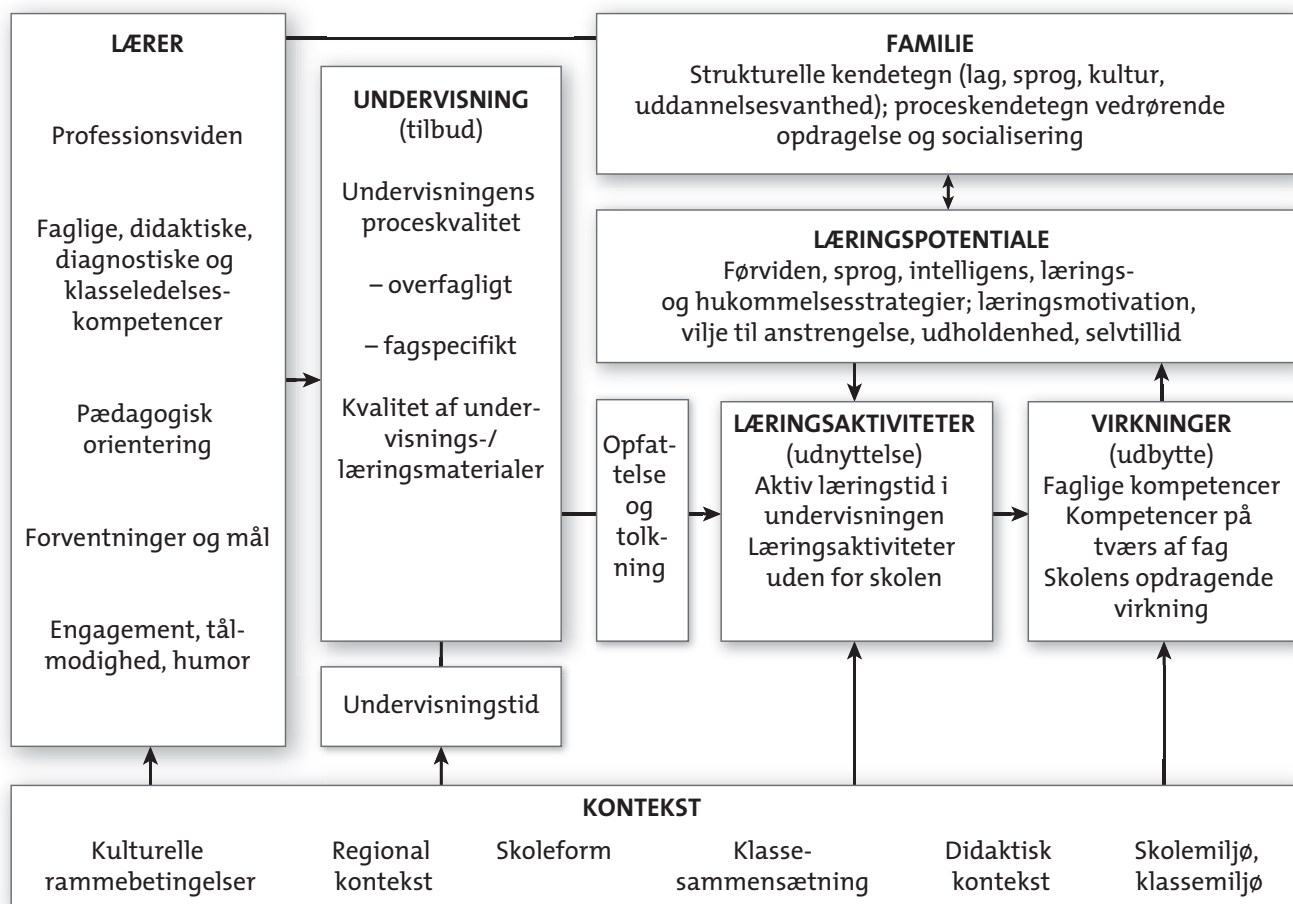 LÆRER
Professionsviden
Faglige, didaktiske,
diagnostiske og
klasseledelses-
kompetencer
Pædagogisk
orientering
Forventninger og mål
Engagement, tål-
modighed, humor
UNDERVISNING
(tilbud)
Undervisningens
proceskvalitet
– overfagligt
– fagspecifikt
Kvalitet af under-
visnings-/
læringsmaterialer
Undervisningstid
FAMILIE
Strukturelle kendetegn (lag, sprog, kultur,
uddannelsesvanthed); proceskendetegn vedrørende
opdragelse og socialisering
LÆRINGSPOTENTIALE
Førviden, sprog, intelligens, lærings-
og hukommelsesstrategier; læringsmotivation,
vilje til anstrengelse, udholdenhed, selvtillid
Opfat-
telse
og
tolk-
ning
LÆRINGSAKTIVITETER
(udnyttelse)
Aktiv læringstid i
undervisningen
Læringsaktiviteter
uden for skolen
VIRKNINGER
(udbytte)
Faglige kompetencer
Kompetencer på
tværs af fag
Skolens opdragende
virkning
KONTEKST
Kulturelle
rammebetingelser
Regional
kontekst
Skoleform
Klasse-
sammensætning
Didaktisk
kontekst
Skolemiljø,
klassemiljø